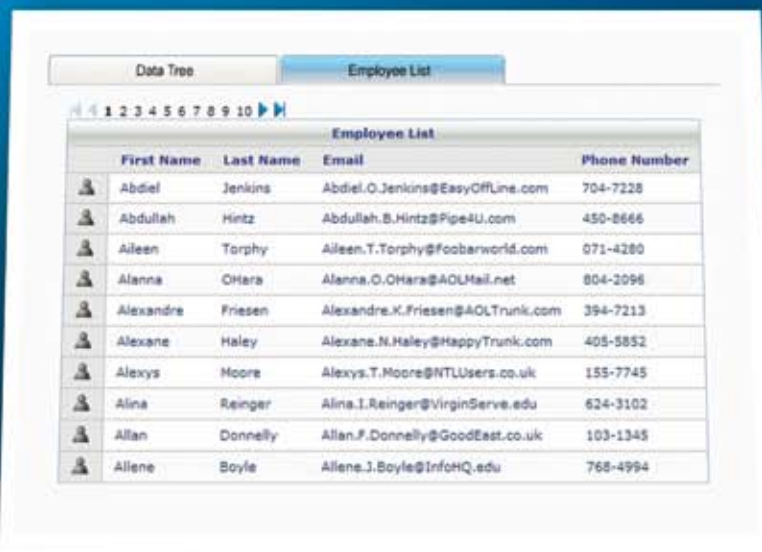 Data Tree Employee List
1 2 3 4 5 6 7 8 9 10
Employee List
First Name Last Name Email Phone Number
Abdiel Jenkins Abdiel.O.Jenkins@EasyOffLine.com 704-7228
Abdullah Hintz Abdullah.B.Hintz@Pipe4U.com 450-8666
Aileen Torphy Aileen.T.Torphy@Foobarworld.com 071-4280
Alanna OHara Alanna.O.OHara@AOLMail.net 804-2096
Alexandre Friesen Alexandre.K.Friesen@AOLTrunk.com 394-7213
Alexane Haley Alexane.N.Haley@HappyTrunk.com 405-5852
Alexys Moore Alexys.T.Moore@NTLUsers.co.uk 155-7745
Alina Reinger Alina.I.Reinger@VirginServe.edu 624-3102
Allan Donnelly Allan.F.Donnelly@GoodEast.co.uk 103-1345
Allene Boyle Allene.J.Boyle@InfoHQ.edu 768-4994